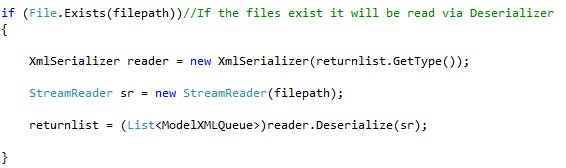 if (File.Exists(filepath))//If the files exist it will be read via Deserializer
{
XmlSerializer reader = new XmlSerializer(returnlist.GetType());
StreamReader sr = new StreamReader(filepath);
returnlist = (List<ModelXMLQueue>)reader.Deserialize(sr);
}